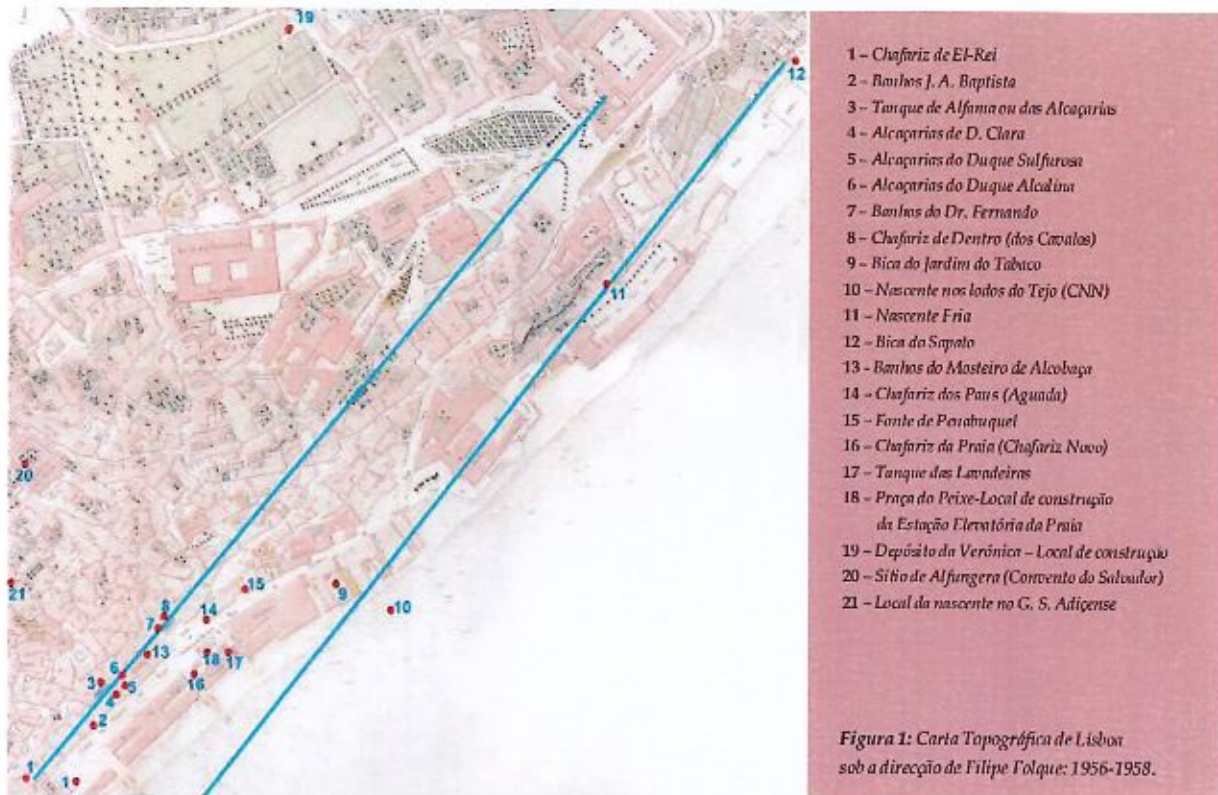 19
12
11
20
21
15
9
10
8
7
14
13
18
17
6
3
5
4
16
2
1
1
1 – Chafariz de El-Rei
2 – Banhos J. A. Baptista
3 – Tanque de Alfama ou das Alcaçarias
4 – Alcaçarias de D. Clara
5 – Alcaçarias do Duque Sulfurosa
6 – Alcaçarias do Duque Alcalina
7 – Banhos do Dr. Fernando
8 – Chafariz de Dentro (dos Cavalos)
9 – Bica do Jardim do Tabaco
10 – Nascente nos lodos do Tejo (CNN)
11 – Nascente Fria
12 – Bica do Sapato
13 – Banhos do Mosteiro de Alcobaça
14 – Chafariz dos Paus (Aguada)
15 – Fonte de Penabuquel
16 – Chafariz da Praia (Chafariz Novo)
17 – Tanque das Lavadeiras
18 – Praça do Peixe-Local de construção
da Estação Elevatória da Praia
19 – Depósito da Verónica – Local de construção
20 – Sítio de Alfungera (Convento do Salvador)
21 – Local da nascente no G. S. Adiçense
Figura 1: Carta Topográfica de Lisboa
sob a direcção de Filipe Folque: 1956-1958.